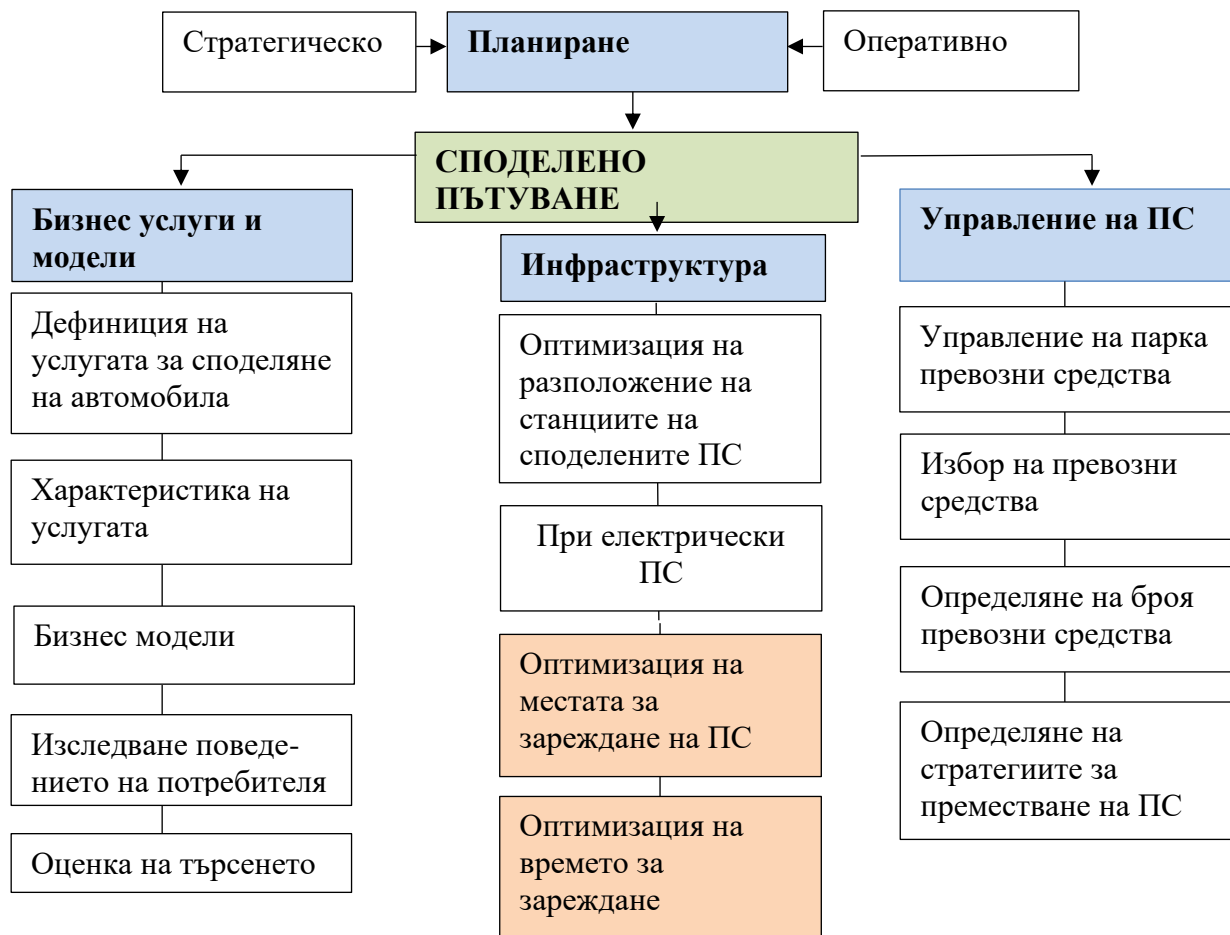 Стратегическо
Планиране
Оперативно
СПОДЕЛЕНО
ПЪТУВАНЕ
Бизнес услуги и
модели
Дефиниция на
услугата за споделяне
на автомобила
Характеристика на
услугата
Бизнес модели
Изследване поведе-
нието на потребителя
Оценка на търсенето
Инфраструктура
Оптимизация на
разположение на
станциите на
споделените ПС
При електрически
ПС
Оптимизация на
местата за
зареждане на ПС
Оптимизация на
времето за
зареждане
Управление на ПС
Управление на парка
превозни средства
Избор на превозни
средства
Определяне на броя
превозни средства
Определяне на
стратегиите за
преместване на ПС